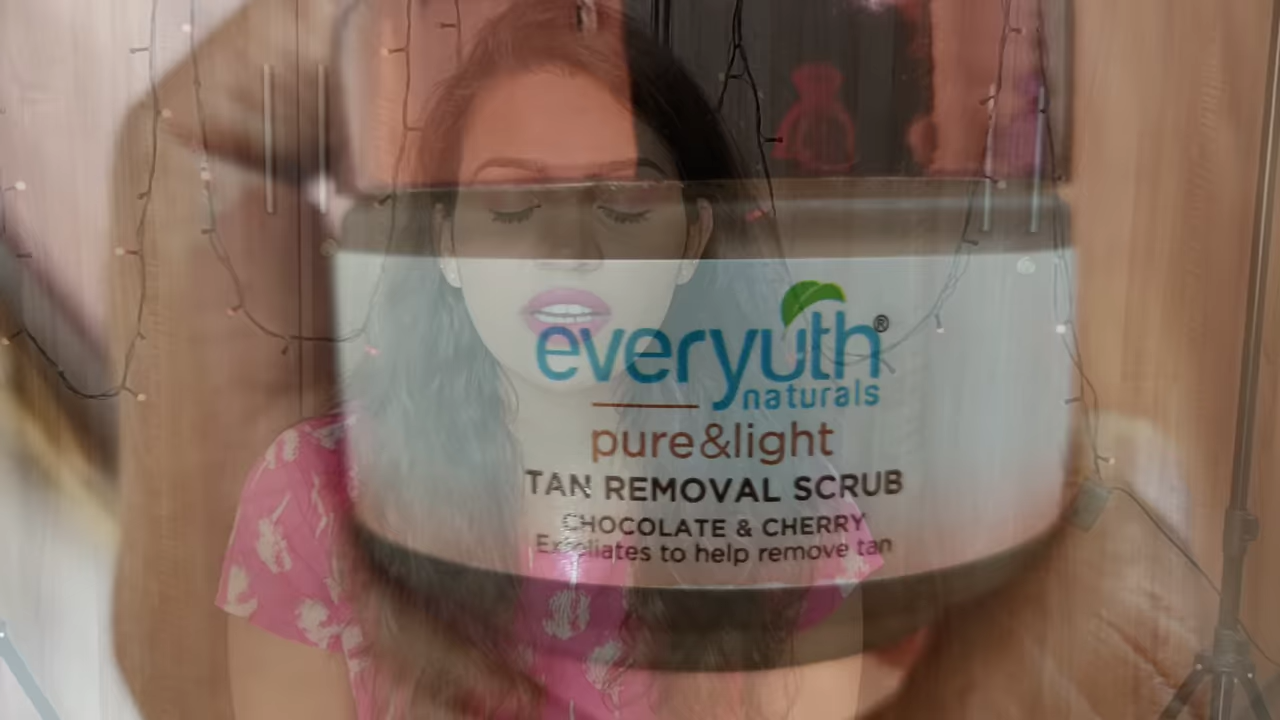 everyuth®
naturals
pure&light
TAN REMOVAL SCRUB
CHOCOLATE & CHERRY
Exfoliates to help remove tan